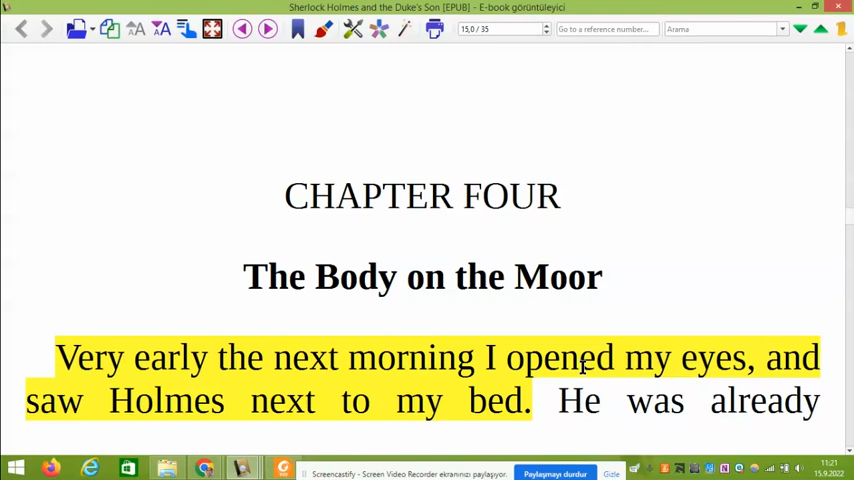 Sherlock Holmes and the Duke's Son [EPUB] - E-book görüntüleyici
15,0 / 35
Go to a reference number...
Arama
CHAPTER FOUR
The Body on the Moor
Very early the next morning I opened my eyes, and
saw Holmes next to my bed. He was already
Screencastify - Screen Video Recorder ekranınızı paylaşıyor.
Paylaşmayı durdur
Gizle
11:21
15.9.2022